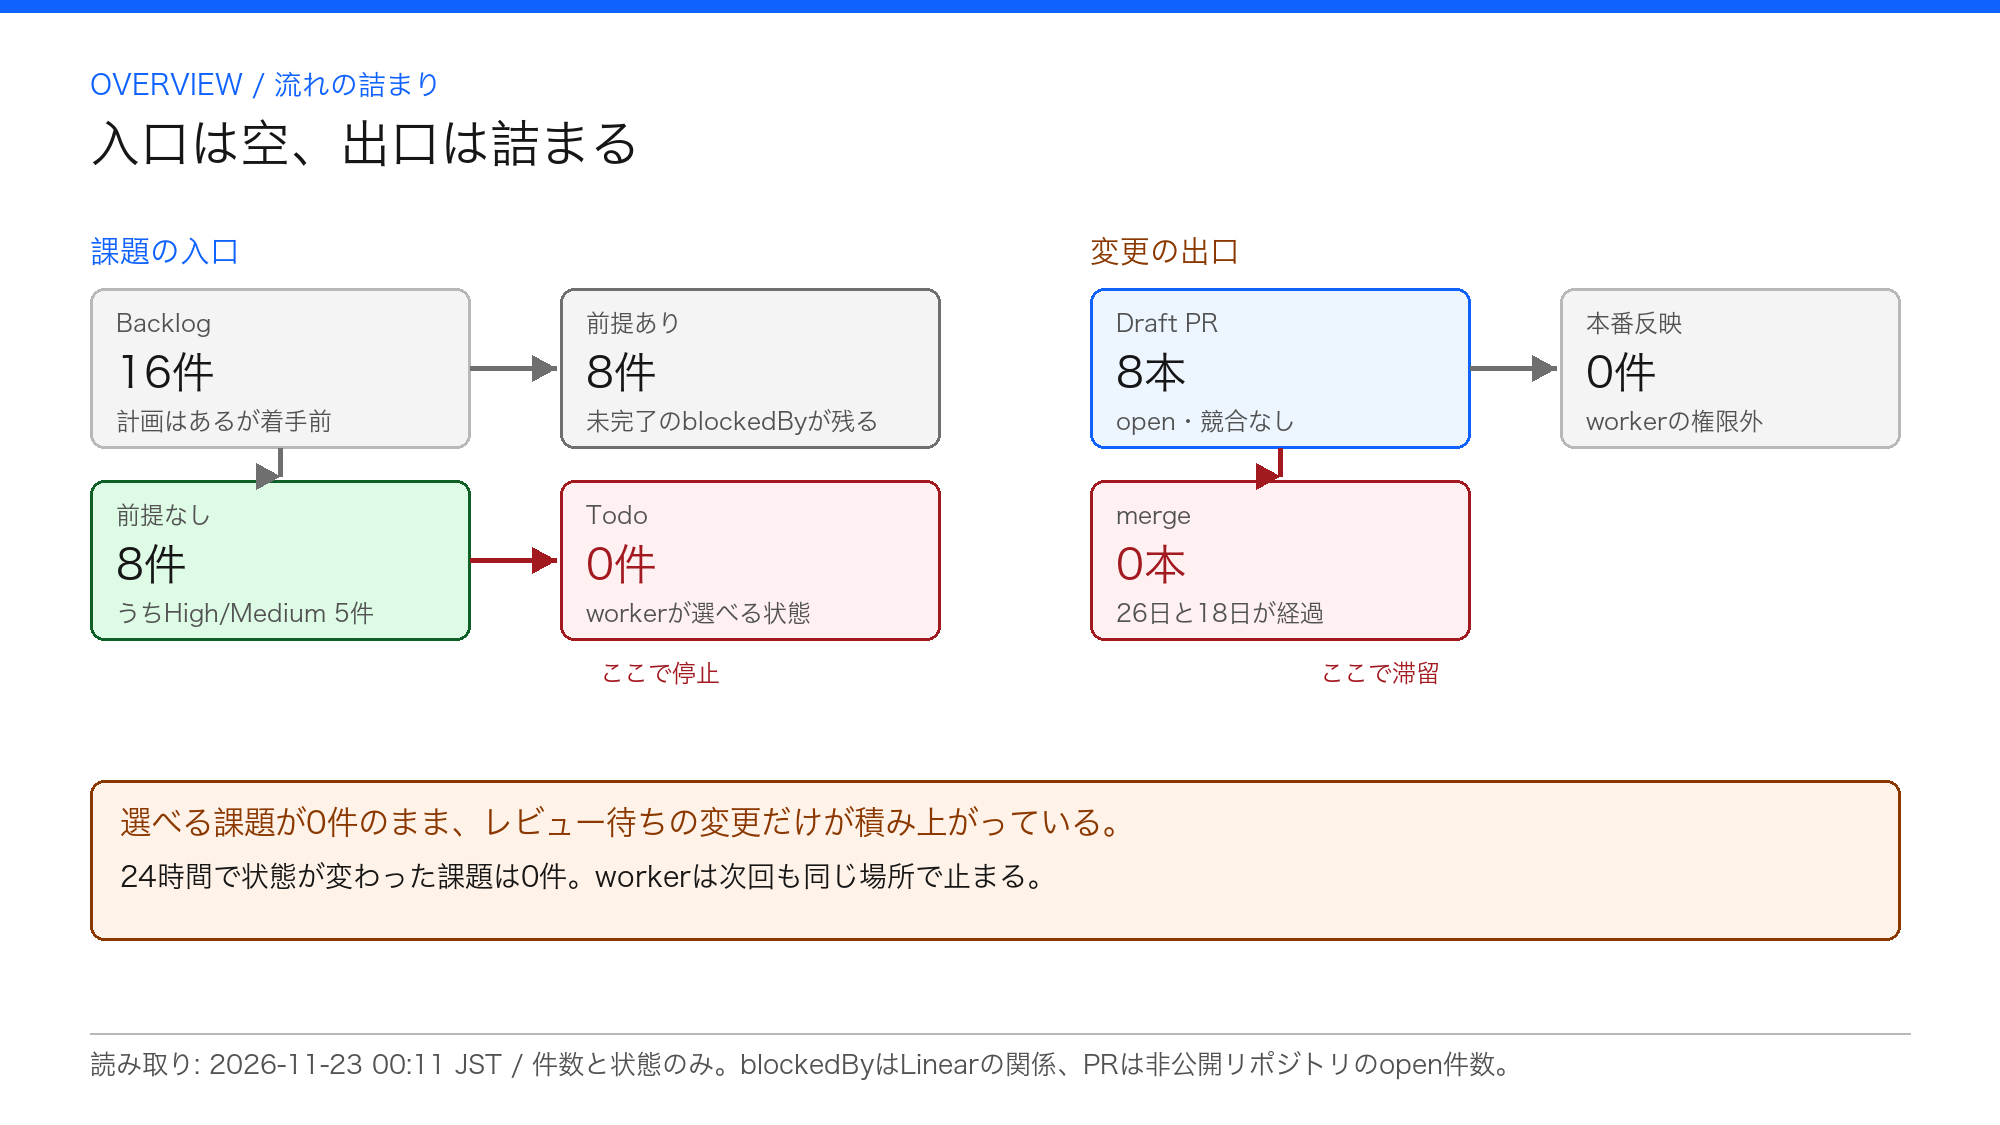 OVERVIEW / 流れの詰まり
入口は空、出口は詰まる
課題の入口
Backlog
16件
計画はあるが着手前
前提あり
8件
未完了のblockedByが残る
前提なし
8件
うちHigh/Medium 5件
Todo
0件
workerが選べる状態
ここで停止
変更の出口
Draft PR
8本
open・競合なし
本番反映
0件
workerの権限外
merge
0本
26日と18日が経過
ここで滞留
選べる課題が0件のまま、レビュー待ちの変更だけが積み上がっている。
24時間で状態が変わった課題は0件。workerは次回も同じ場所で止まる。
読み取り: 2026-11-23 00:11 JST / 件数と状態のみ。blockedByはLinearの関係、PRは非公開リポジトリのopen件数。